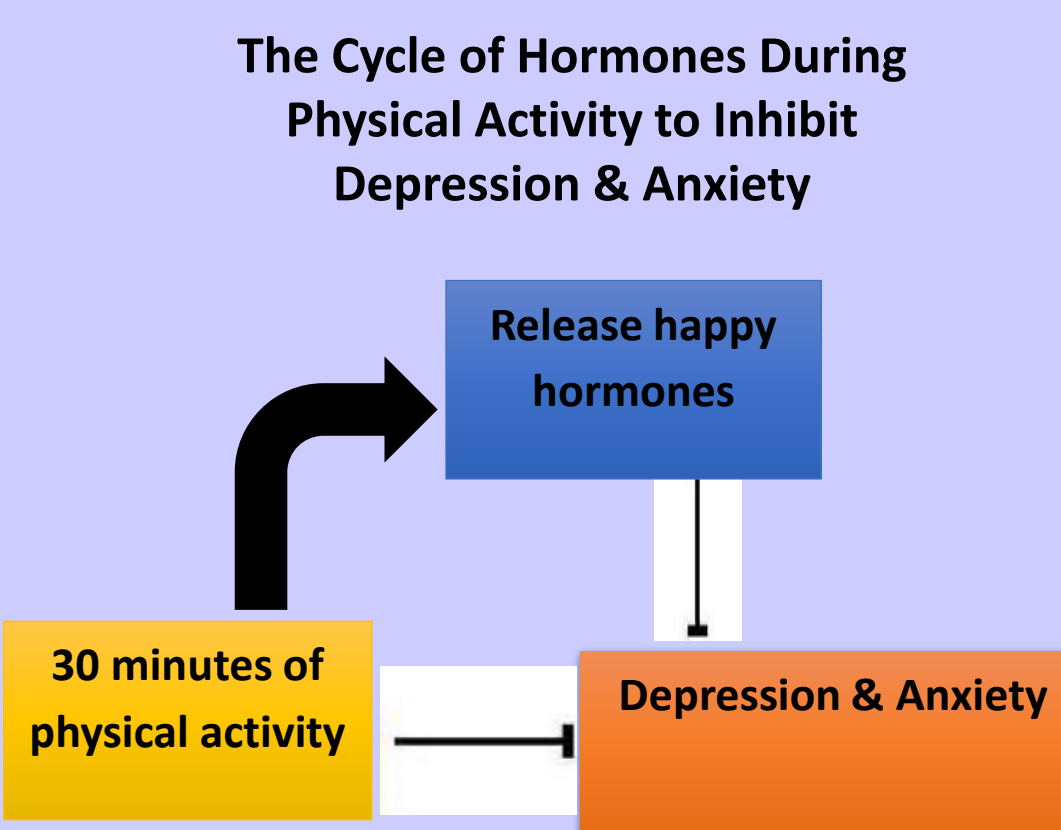 The Cycle of Hormones During
Physical Activity to Inhibit
Depression & Anxiety
Release happy
hormones
30 minutes of
physical activity
Depression & Anxiety